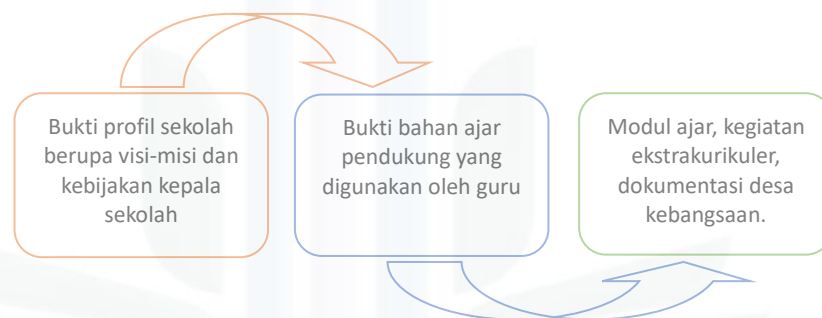 Bukti profil sekolah
berupa visi-misi dan
kebijakan kepala
sekolah
Bukti bahan ajar
pendukung yang
digunakan oleh guru
Modul ajar, kegiatan
ekstrakurikuler,
dokumentasi desa
kebangsaan.